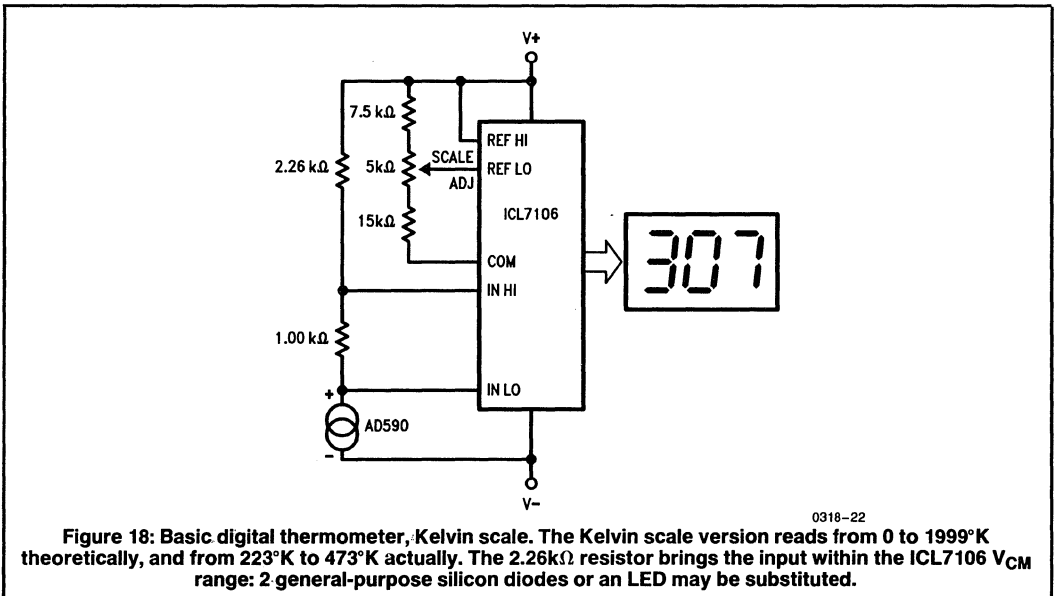 V+
7.5 kΩ
REF HI
SCALE
2.26 kΩ
5kΩ
REF LO
ADJ
ICL7106
15kΩ
307
COM
IN HI
1.00 kΩ
IN LO
+
AD590
−
V−
0318–22
Figure 18: Basic digital thermometer, Kelvin scale. The Kelvin scale version reads from 0 to 1999°K
theoretically, and from 223°K to 473°K actually. The 2.26kΩ resistor brings the input within the ICL7106 VCM
range: 2 general-purpose silicon diodes or an LED may be substituted.